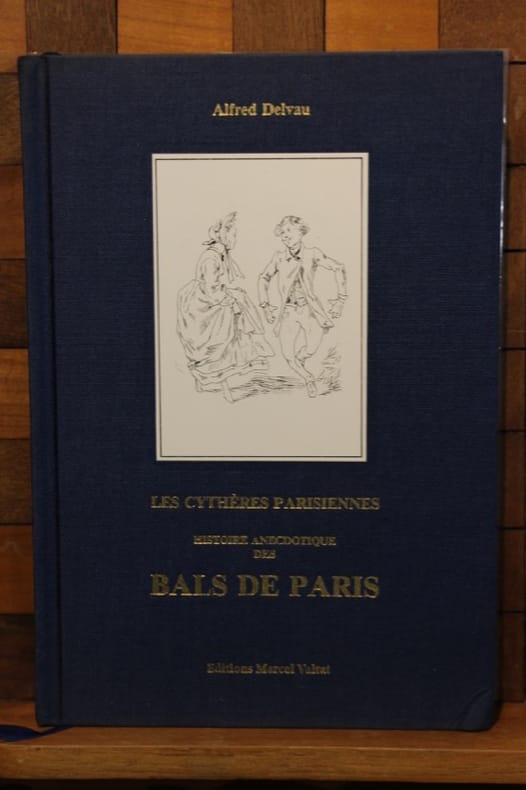 Alfred Delvau
LES CYTHÈRES PARISIENNES
HISTOIRE ANECDOTIQUE
DES
BALS DE PARIS
Editions Marcel Valtat